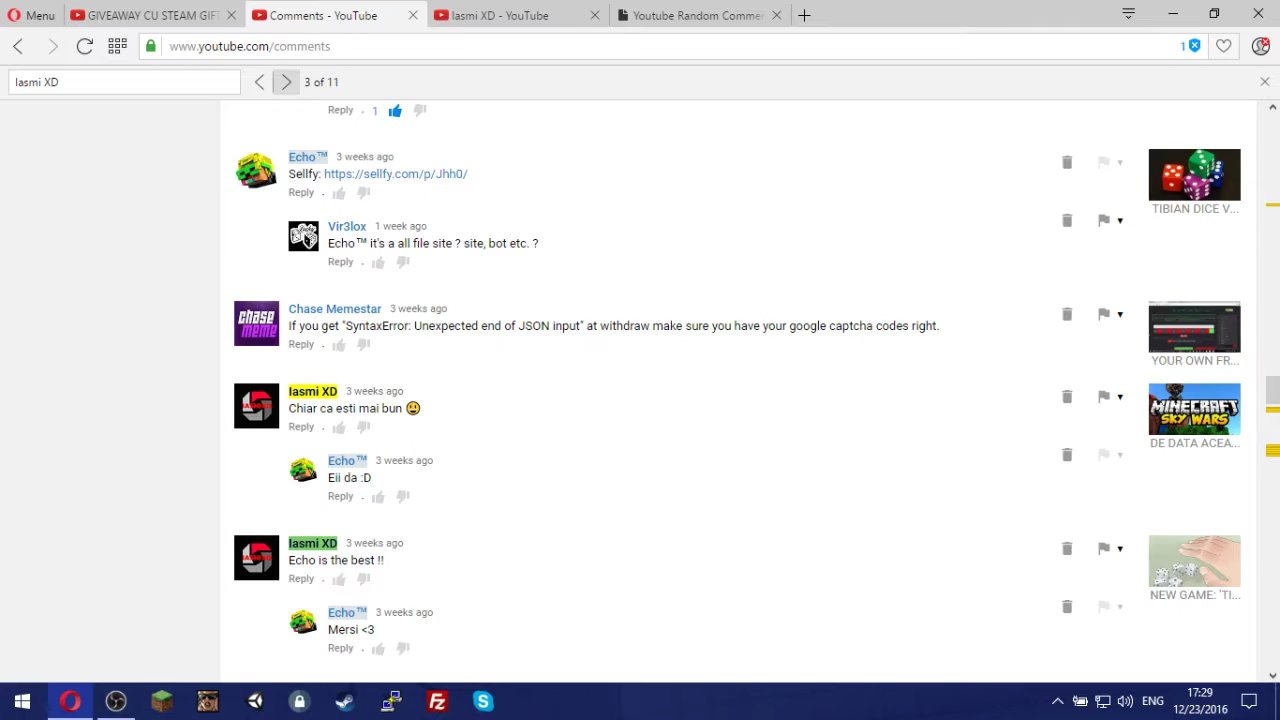 Menu
GIVEAWAY CU STEAM GIF
Comments - YouTube
Iasmi XD - YouTube
Youtube Random Comme
www.youtube.com/comments
1
Iasmi XD
3 of 11
Reply . 1
Echo™ 3 weeks ago
Sellfy: https://sellfy.com/p/Jhh0/
Reply .
TIBIAN DICE V...
Vir3lox 1 week ago
Echo™ it's a all file site ? site, bot etc. ?
Reply .
CHASE MEME
Chase Memestar 3 weeks ago
If you get "SyntaxError: Unexpected end of JSON input" at withdraw make sure you have your google captcha codes right.
Reply .
YOUR OWN FR...
Iasmi XD 3 weeks ago
Chiar ca esti mai bun
Reply .
MINECRAFT
SKY WARS
DE DATA ACEA...
Echo™ 3 weeks ago
Eii da :D
Reply .
Iasmi XD 3 weeks ago
Echo is the best !!
Reply .
NEW GAME: 'TI...
Echo™ 3 weeks ago
Mersi <3
Reply .
ENG
17:29
12/23/2016